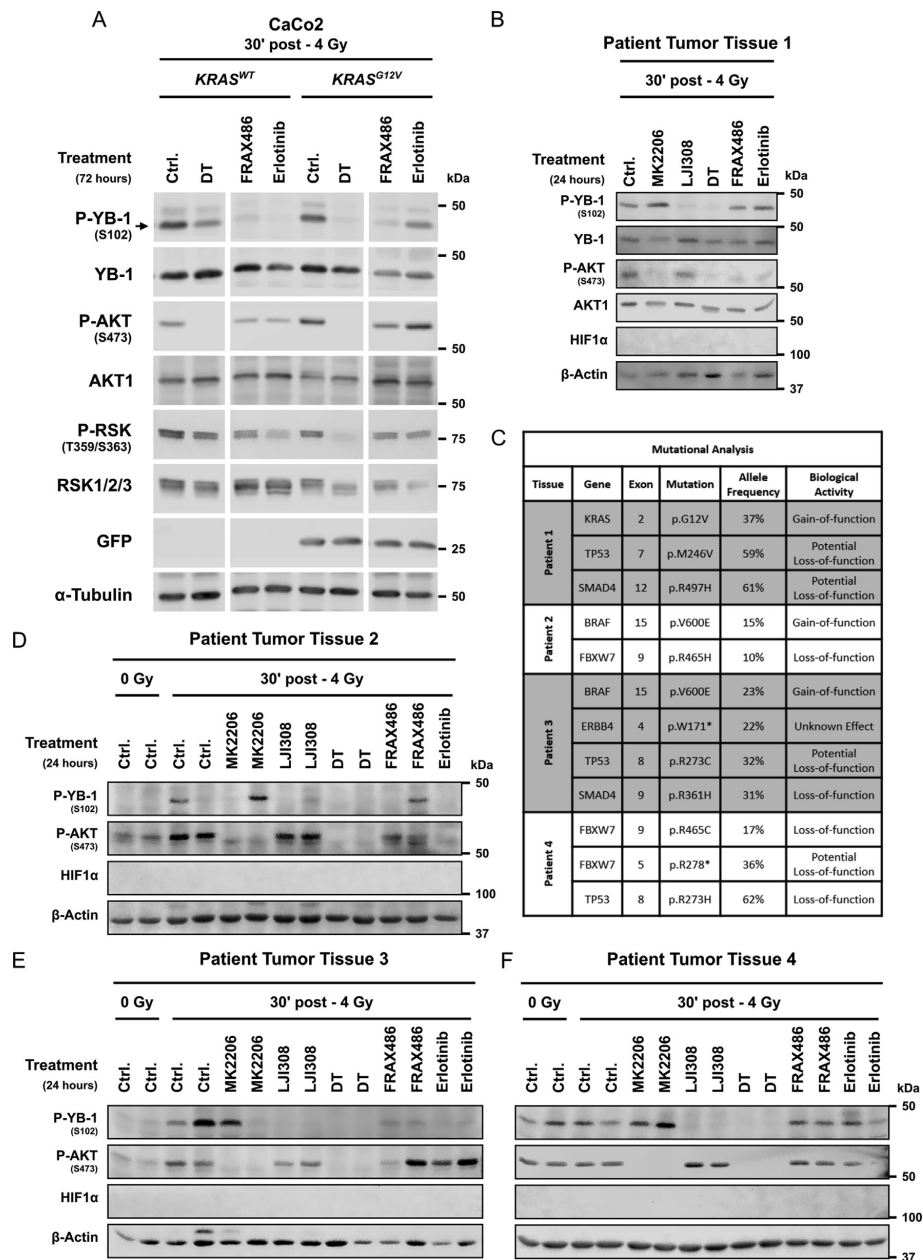 A
CaCo2
30' post - 4 Gy
KRAS^WT KRAS^G12V
Treatment
(72 hours)
Ctrl. DT FRAX486 Erlotinib Ctrl. DT FRAX486 Erlotinib
kDa
P-YB-1
(S102)
50
YB-1
50
P-AKT
(S473)
50
AKT1
50
P-RSK
(T359/S363)
75
RSK1/2/3
75
GFP
25
α-Tubulin
50
B
Patient Tumor Tissue 1
30' post - 4 Gy
Treatment
(24 hours)
Ctrl. MK2206 LJI308 DT FRAX486 Erlotinib
kDa
P-YB-1
(S102)
50
YB-1
50
P-AKT
(S473)
AKT1
50
HIF1α
100
β-Actin
37
C
Mutational Analysis
Tissue Gene Exon Mutation Allele Frequency Biological Activity
Patient 1
KRAS 2 p.G12V 37% Gain-of-function
TP53 7 p.M246V 59% Potential Loss-of-function
SMAD4 12 p.R497H 61% Potential Loss-of-function
Patient 2
BRAF 15 p.V600E 15% Gain-of-function
FBXW7 9 p.R465H 10% Loss-of-function
Patient 3
BRAF 15 p.V600E 23% Gain-of-function
ERBB4 4 p.W171* 22% Unknown Effect
TP53 8 p.R273C 32% Potential Loss-of-function
SMAD4 9 p.R361H 31% Loss-of-function
Patient 4
FBXW7 9 p.R465C 17% Loss-of-function
FBXW7 5 p.R278* 36% Potential Loss-of-function
TP53 8 p.R273H 62% Loss-of-function
D
Patient Tumor Tissue 2
0 Gy 30' post - 4 Gy
Treatment
(24 hours)
Ctrl. Ctrl. Ctrl. Ctrl. MK2206 MK2206 LJI308 LJI308 DT DT FRAX486 FRAX486 Erlotinib
kDa
P-YB-1
(S102)
50
P-AKT
(S473)
50
HIF1α
100
β-Actin
37
E
Patient Tumor Tissue 3
0 Gy 30' post - 4 Gy
Treatment
(24 hours)
Ctrl. Ctrl. Ctrl. Ctrl. MK2206 MK2206 LJI308 LJI308 DT DT FRAX486 FRAX486 Erlotinib Erlotinib
P-YB-1
(S102)
P-AKT
(S473)
HIF1α
β-Actin
F
Patient Tumor Tissue 4
0 Gy 30' post - 4 Gy
Ctrl. Ctrl. Ctrl. Ctrl. MK2206 MK2206 LJI308 LJI308 DT DT FRAX486 FRAX486 Erlotinib Erlotinib
kDa
50
50
100
37